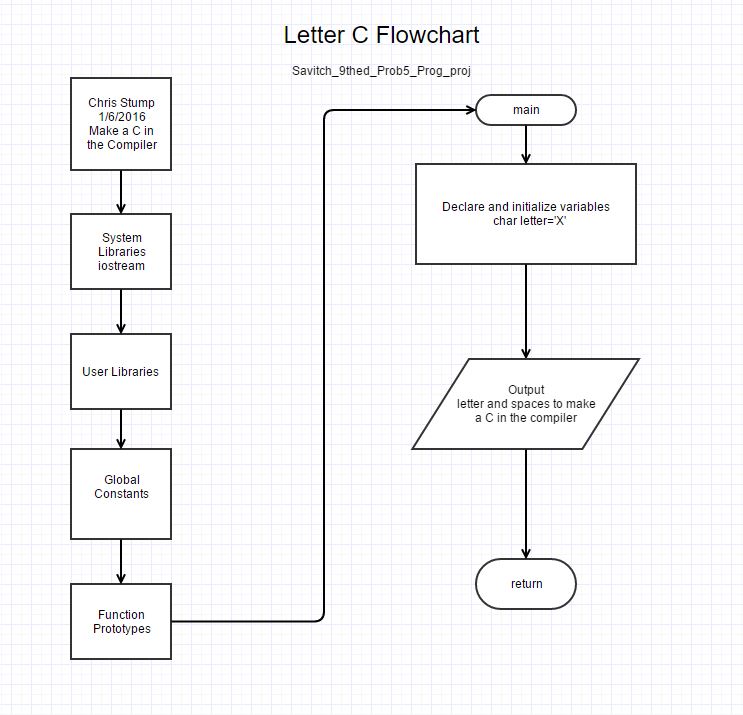 Letter C Flowchart
Savitch_9thed_Prob5_Prog_proj
Chris Stump
1/6/2016
Make a C in
the Compiler
System
Libraries
iostream
User Libraries
Global
Constants
Function
Prototypes
main
Declare and initialize variables
char letter='X'
Output
letter and spaces to make
a C in the compiler
return